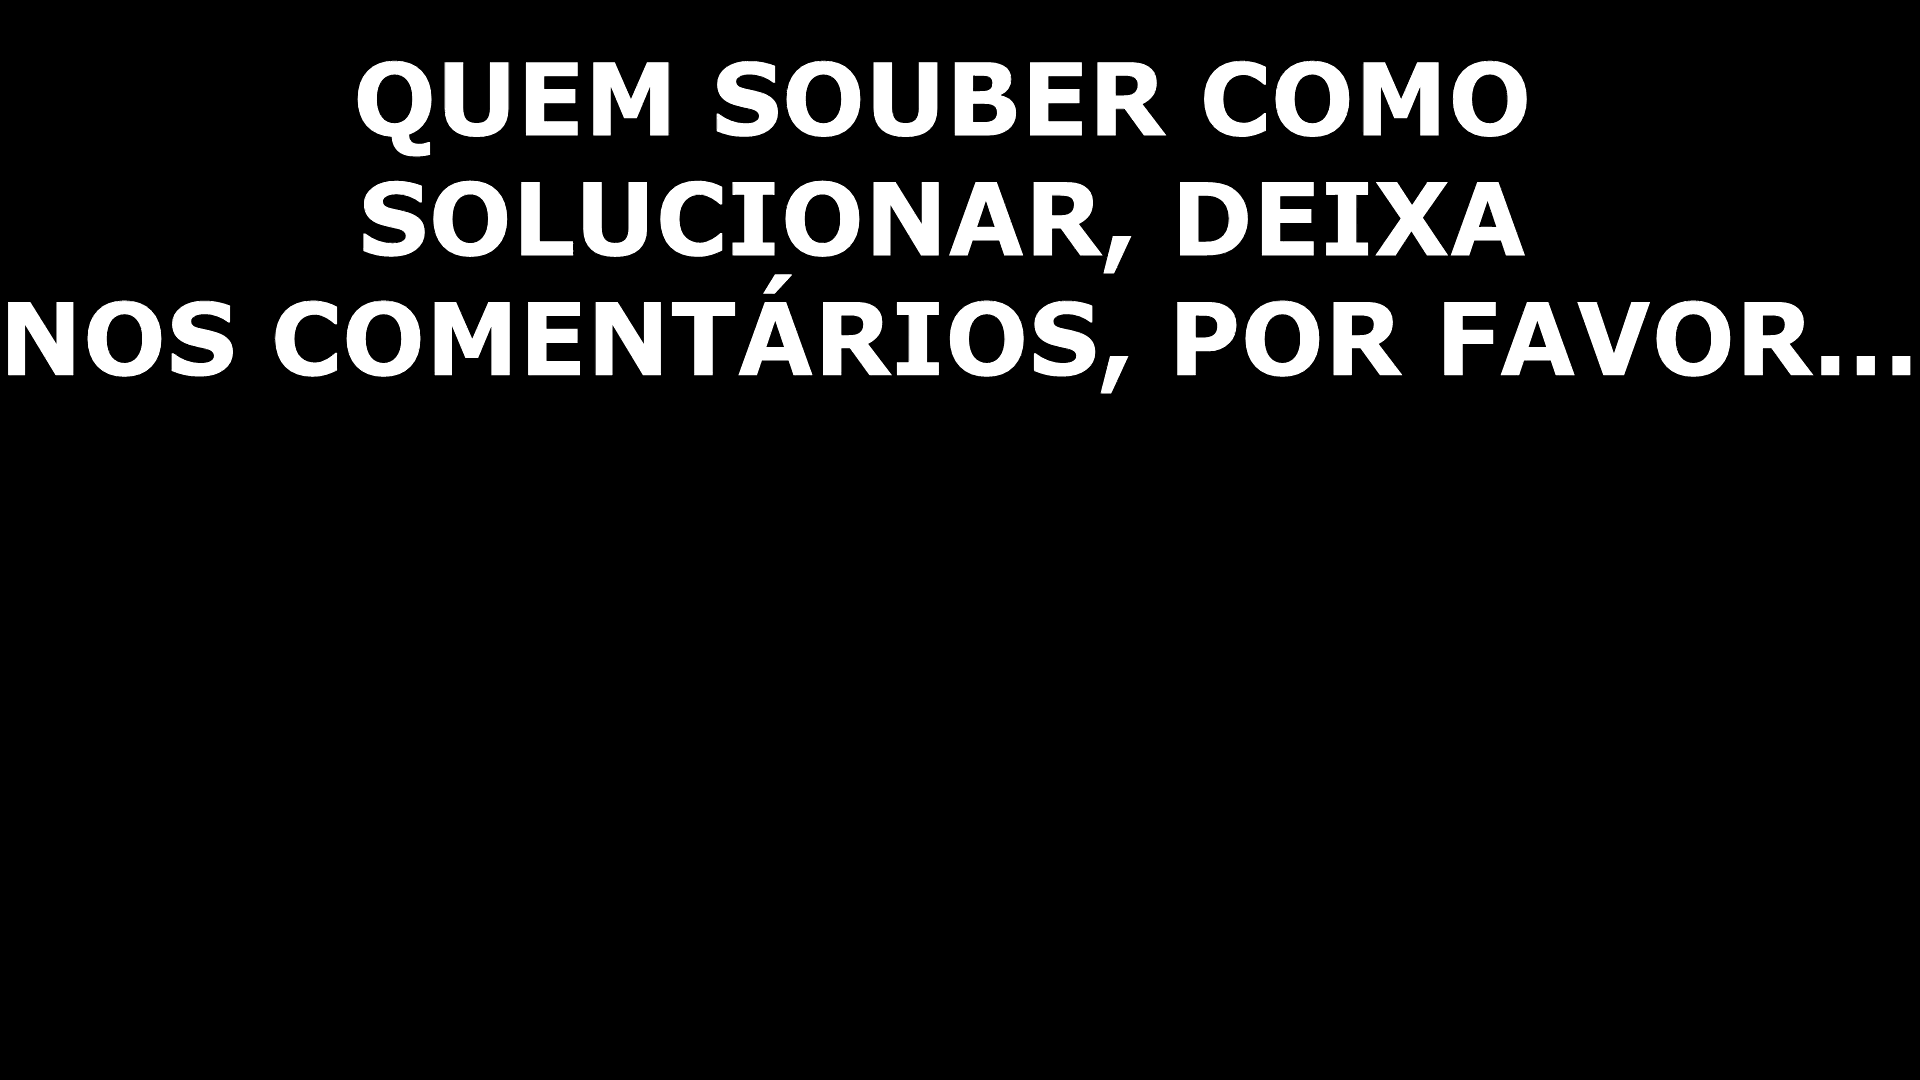 QUEM SOUBER COMO
SOLUCIONAR, DEIXA
NOS COMENTÁRIOS, POR FAVOR...